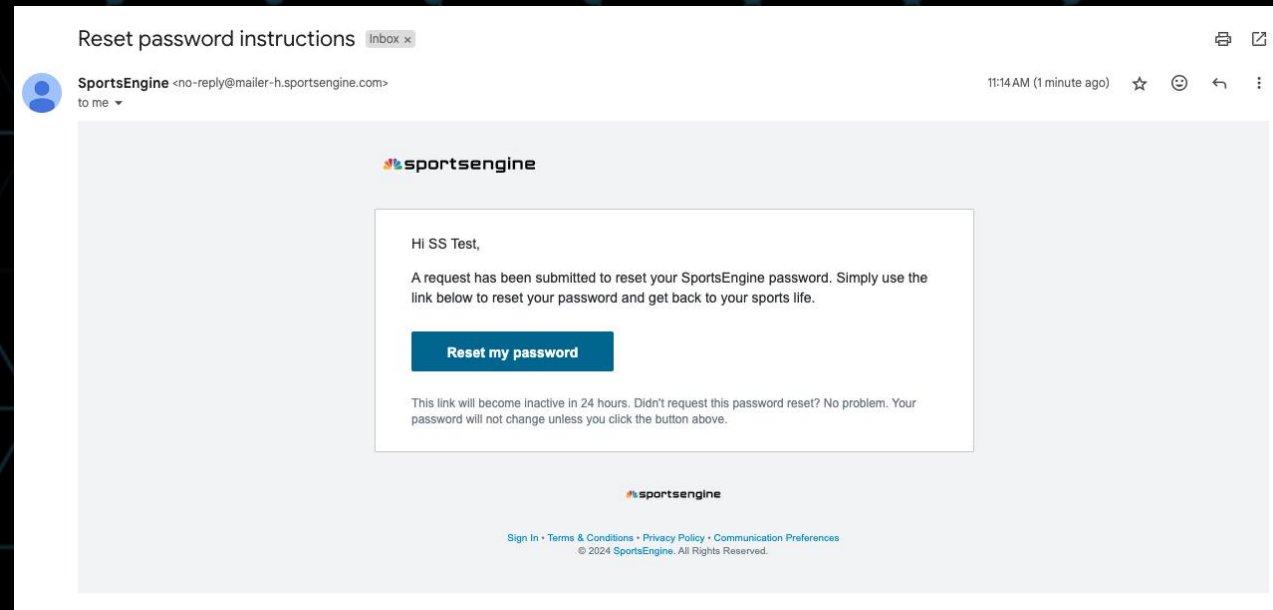 Reset password instructions Inbox x
SportsEngine <no-reply@mailer-h.sportsengine.com> 11:14 AM (1 minute ago)
to me
sportsengine
Hi SS Test,
A request has been submitted to reset your SportsEngine password. Simply use the
link below to reset your password and get back to your sports life.
Reset my password
This link will become inactive in 24 hours. Didn't request this password reset? No problem. Your
password will not change unless you click the button above.
sportsengine
Sign In • Terms & Conditions • Privacy Policy • Communication Preferences
© 2024 SportsEngine. All Rights Reserved.